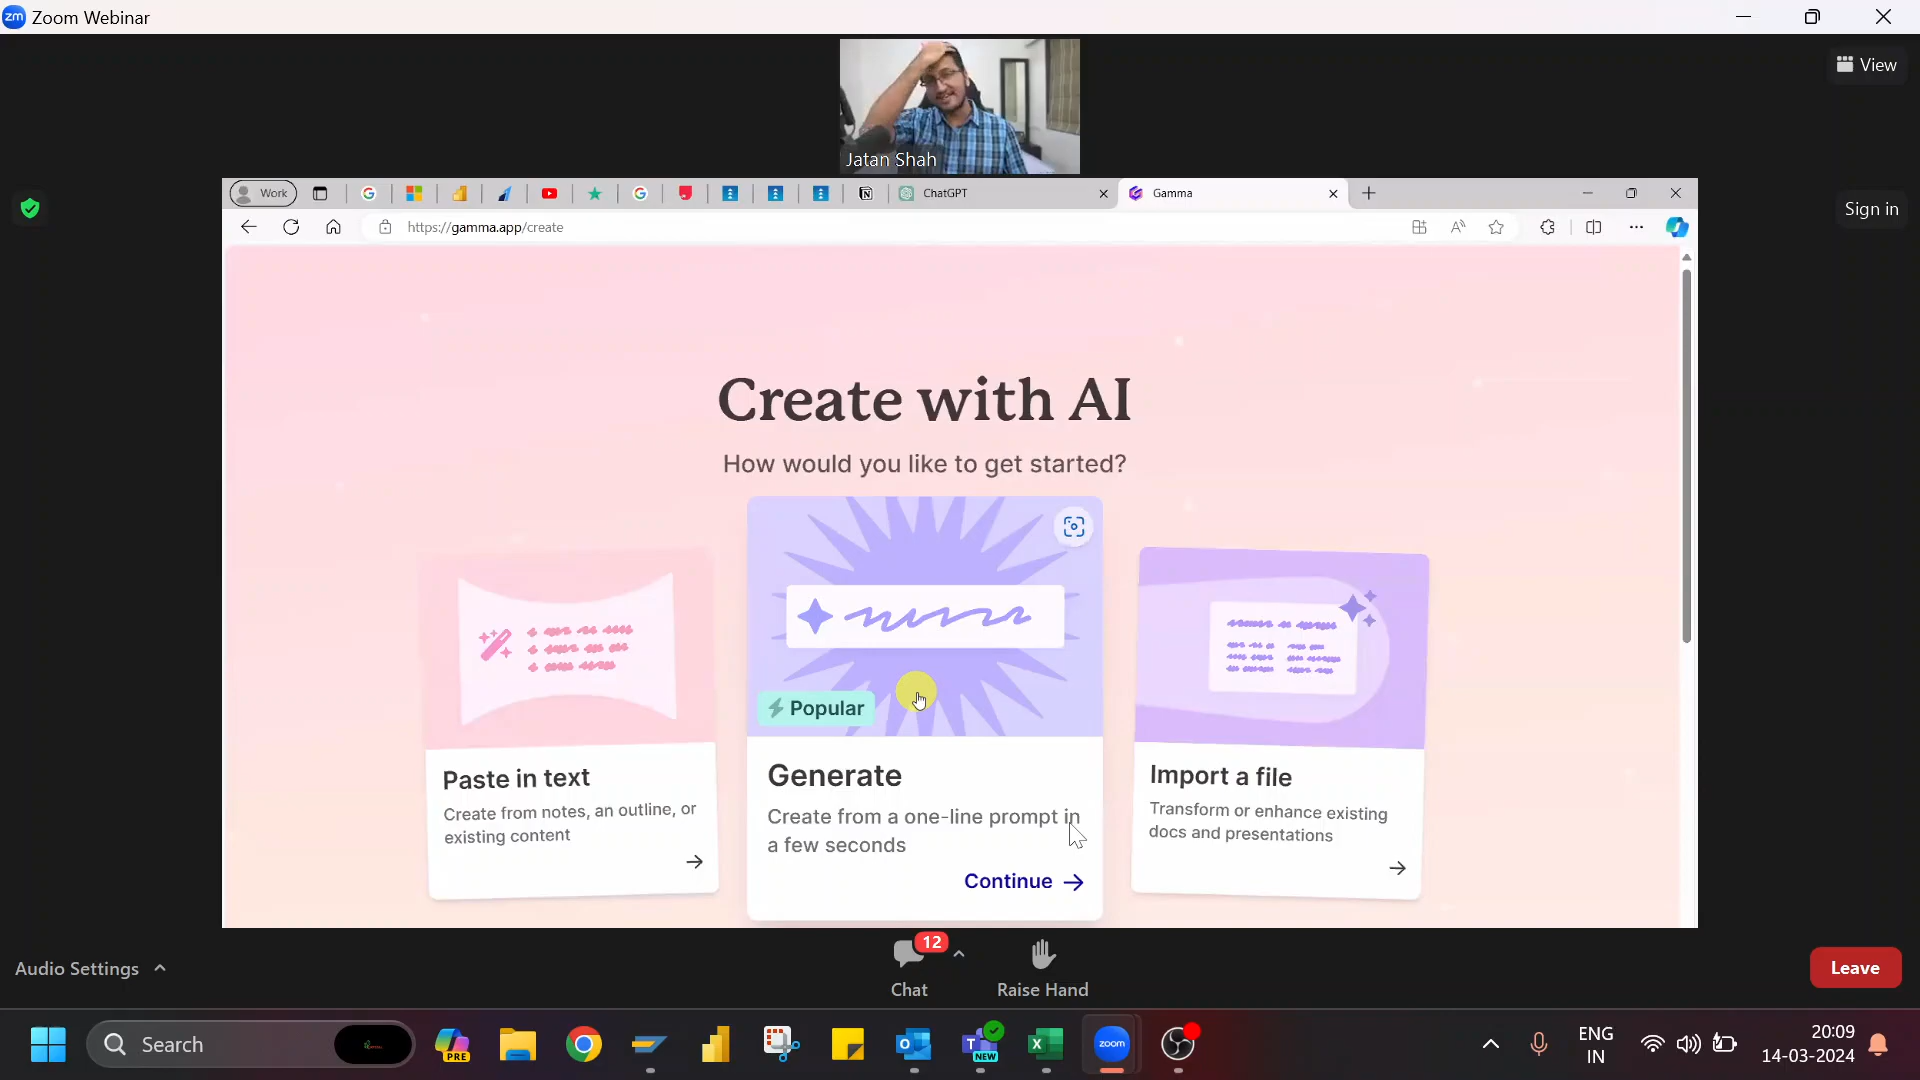 zm Zoom Webinar
View
Jatan Shah
Work
ChatGPT
Gamma
https://gamma.app/create
Sign in
Create with AI
How would you like to get started?
Popular
Paste in text
Create from notes, an outline, or
existing content
Generate
Create from a one-line prompt in
a few seconds
Continue
Import a file
Transform or enhance existing
docs and presentations
Audio Settings
12
Chat
Raise Hand
Leave
Search
PRE
NEW
zoom
ENG
IN
20:09
14-03-2024